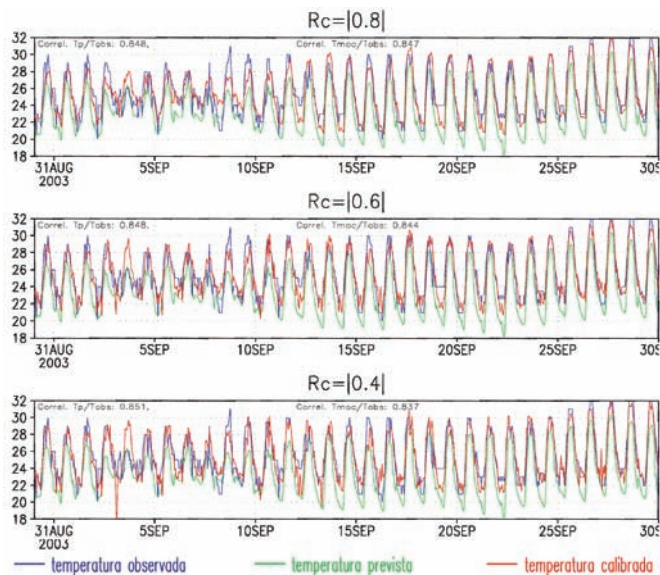 Rc=|0.8|
Correl. Tp/Tobs: 0.848, Correl. Tmoc/Tobs: 0.847
32
30
28
26
24
22
20
18
31AUG 5SEP 10SEP 15SEP 20SEP 25SEP 30S
2003
Rc=|0.6|
Correl. Tp/Tobs: 0.848, Correl. Tmoc/Tobs: 0.844
32
30
28
26
24
22
20
18
31AUG 5SEP 10SEP 15SEP 20SEP 25SEP 30S
2003
Rc=|0.4|
Correl. Tp/Tobs: 0.851, Correl. Tmoc/Tobs: 0.837
32
30
28
26
24
22
20
18
31AUG 5SEP 10SEP 15SEP 20SEP 25SEP 30S
2003
temperatura observada temperatura prevista temperatura calibrada